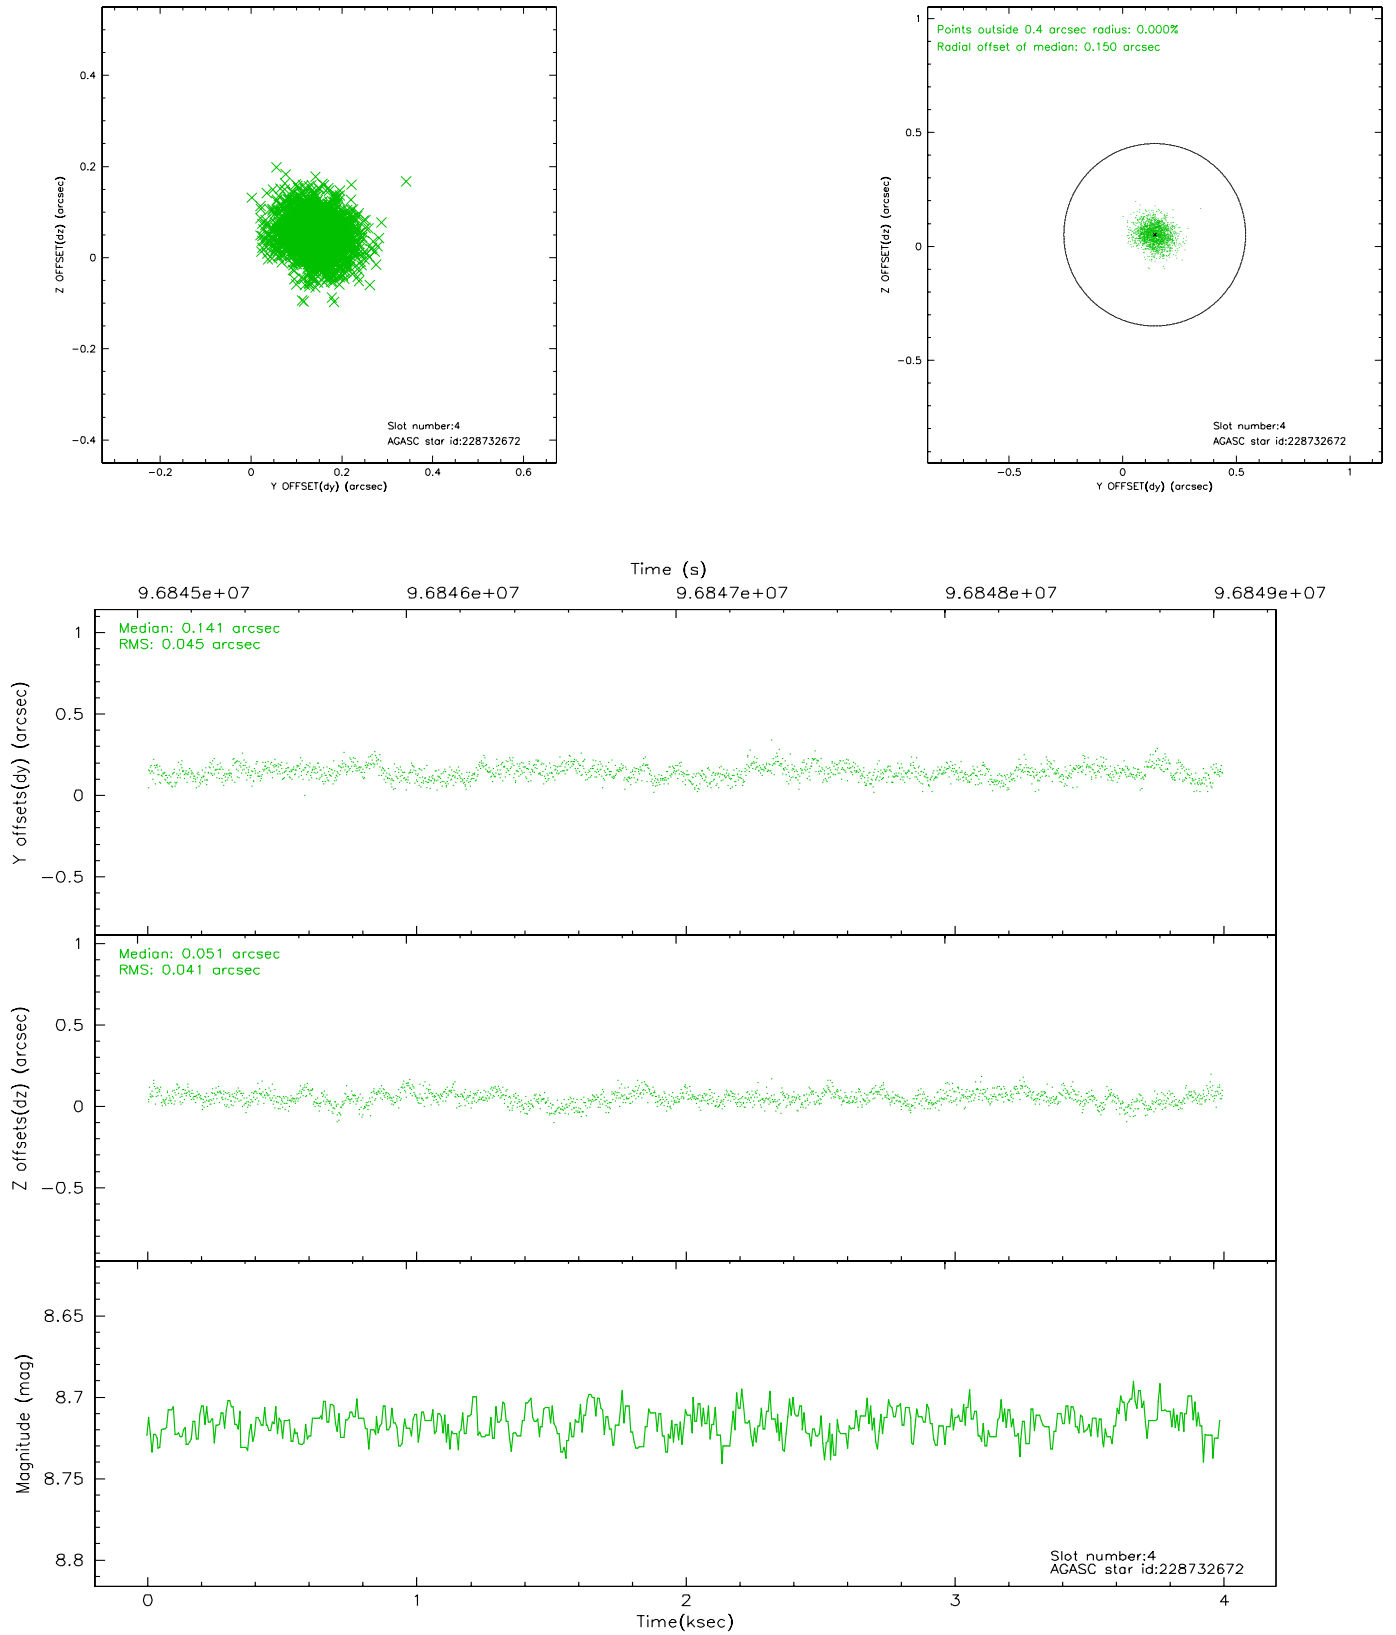 0.4
0.2
0
−0.2
−0.4
Z OFFSET(dz) (arcsec)
Slot number:4
AGASC star id:228732672
−0.2 0 0.2 0.4 0.6
Y OFFSET(dy) (arcsec)
Points outside 0.4 arcsec radius: 0.000%
Radial offset of median: 0.150 arcsec
1
0.5
0
−0.5
Z OFFSET(dz) (arcsec)
Slot number:4
AGASC star id:228732672
−0.5 0 0.5 1
Y OFFSET(dy) (arcsec)
Time (s)
9.6845e+07 9.6846e+07 9.6847e+07 9.6848e+07 9.6849e+07
Median: 0.141 arcsec
RMS: 0.045 arcsec
1
0.5
0
−0.5
Y offsets(dy) (arcsec)
Median: 0.051 arcsec
RMS: 0.041 arcsec
1
0.5
0
−0.5
Z offsets(dz) (arcsec)
8.65
8.7
8.75
8.8
Magnitude (mag)
Slot number:4
AGASC star id:228732672
0 1 2 3 4
Time(ksec)